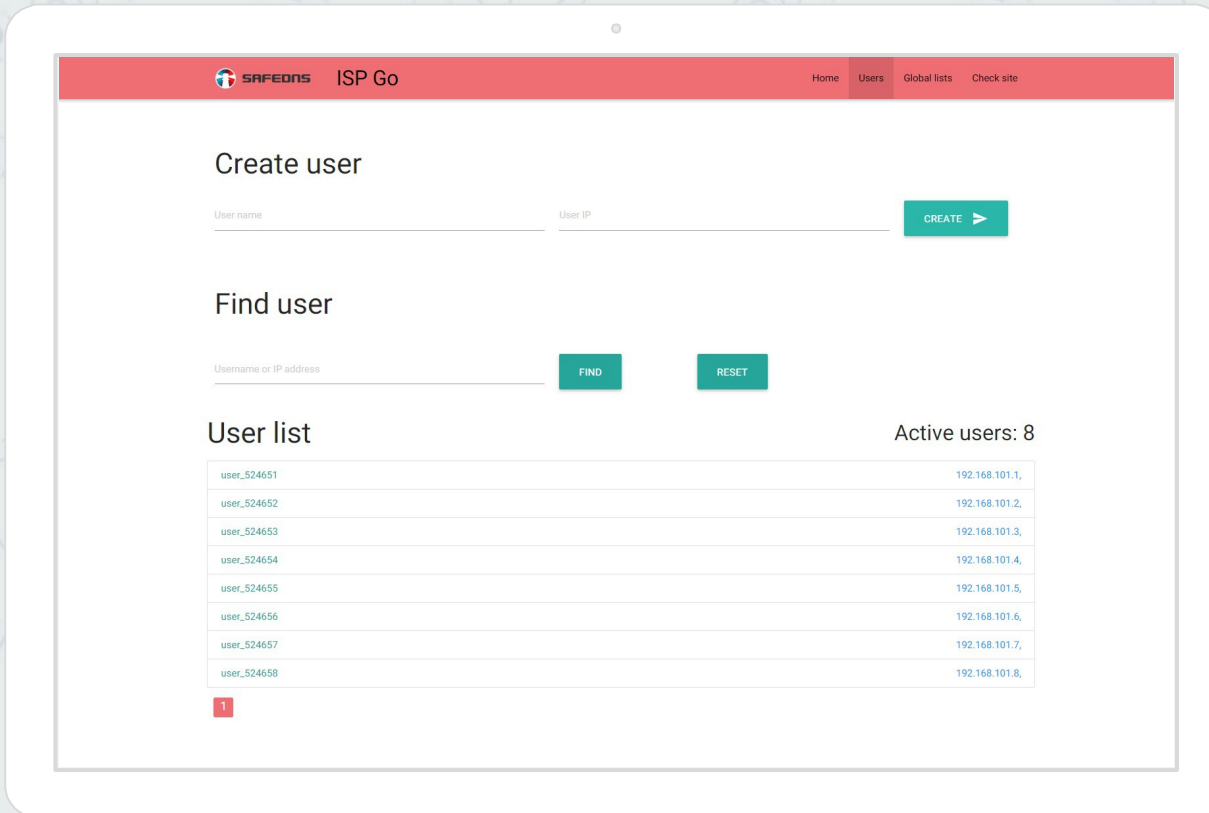 SAFEDNS ISP Go Home Users Global lists Check site
Create user
User name User IP CREATE
Find user
Username or IP address FIND RESET
User list Active users: 8
user_524651 192.168.101.1,
user_524652 192.168.101.2,
user_524653 192.168.101.3,
user_524654 192.168.101.4,
user_524655 192.168.101.5,
user_524656 192.168.101.6,
user_524657 192.168.101.7,
user_524658 192.168.101.8,
1